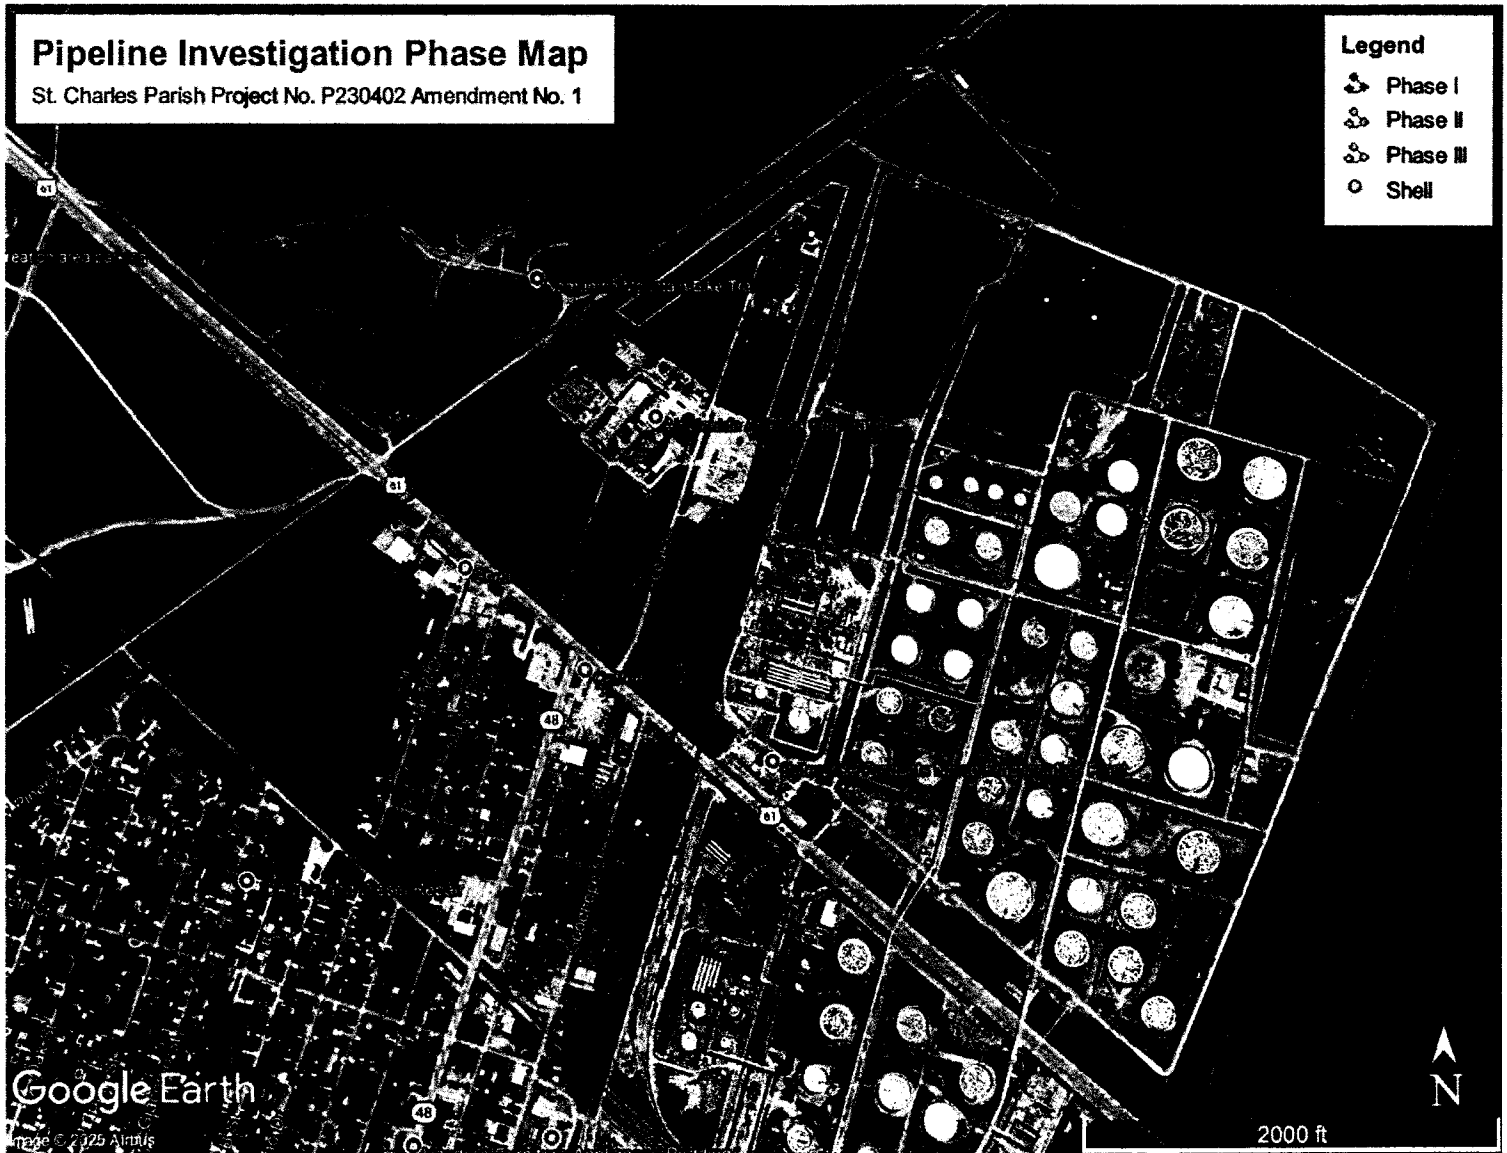 Pipeline Investigation Phase Map
St. Charles Parish Project No. P230402 Amendment No. 1
Legend
Phase I
Phase II
Phase III
Shell
61
61
48
61
Google Earth
48
Image © 2025 Airbus
N
2000 ft